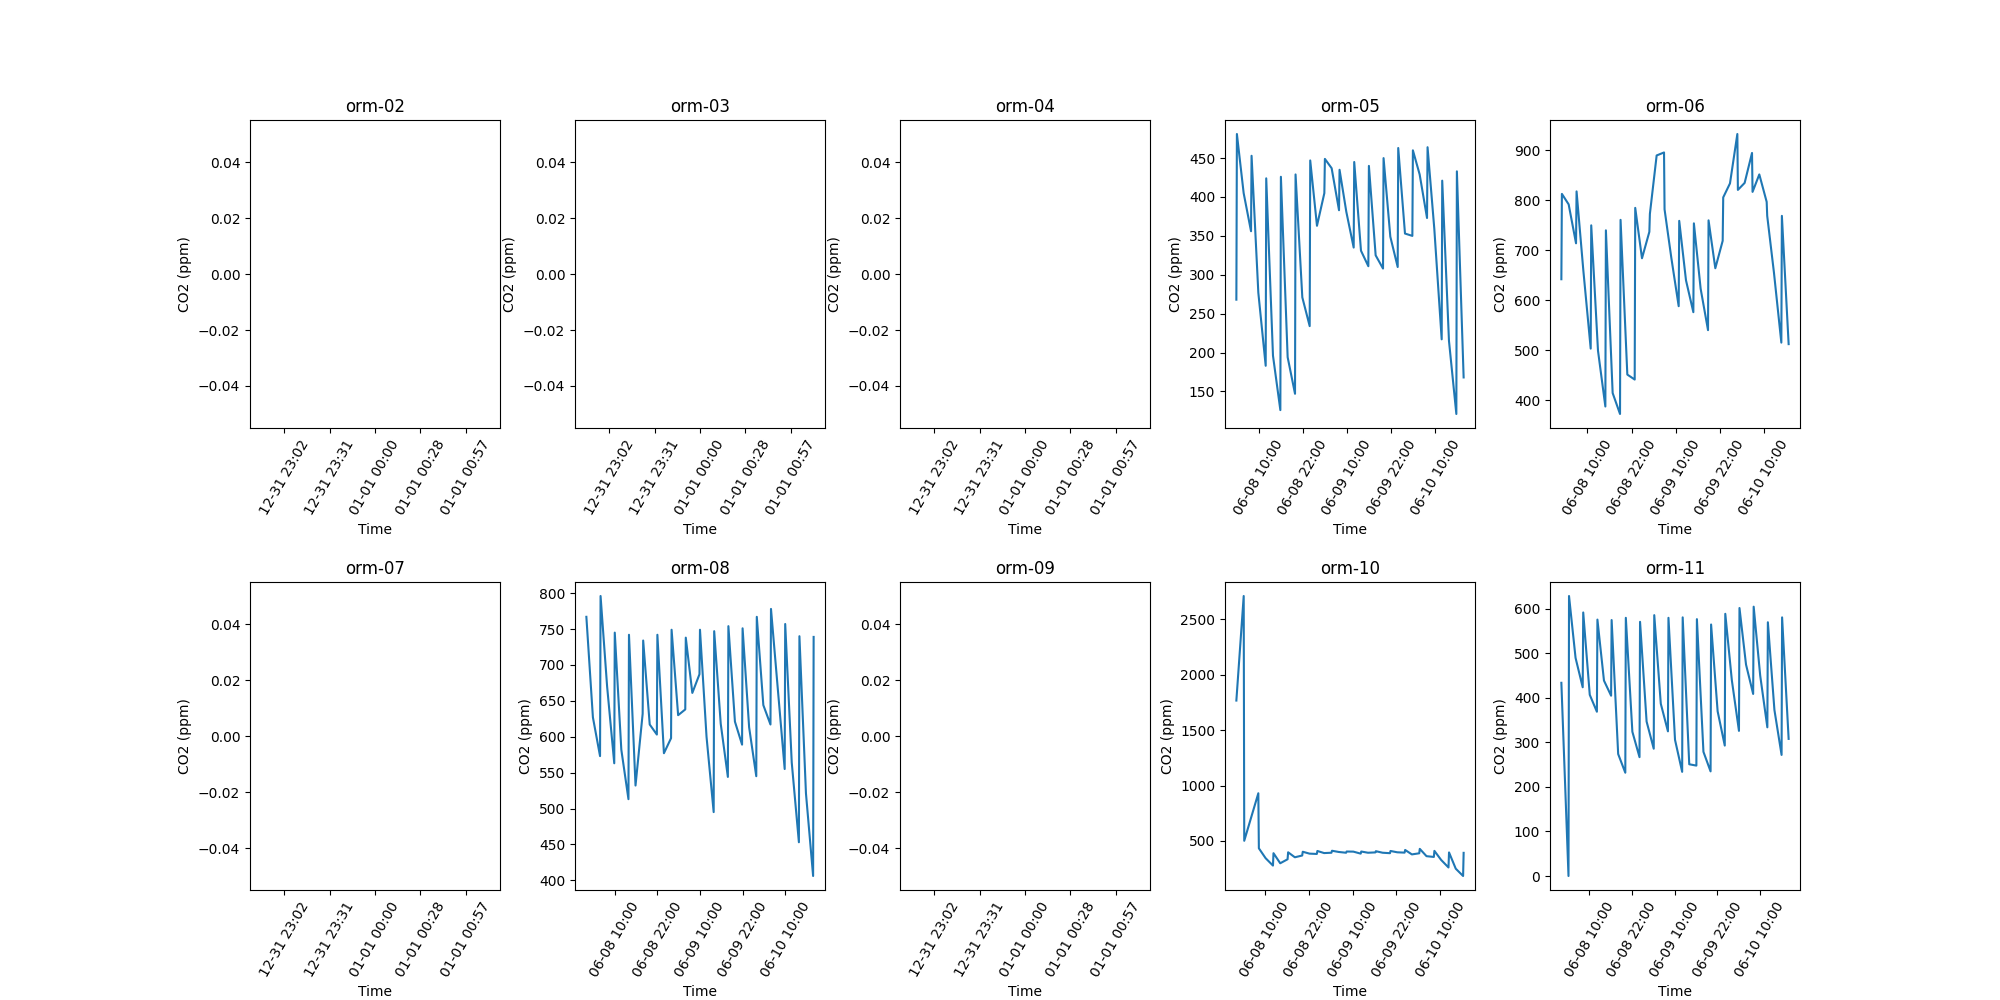 orm-02 orm-03 orm-04 orm-05 orm-06
CO2 (ppm)
0.04
0.02
0.00
−0.02
−0.04
12-31 23:02 12-31 23:31 01-01 00:00 01-01 00:28 01-01 00:57
Time
CO2 (ppm)
0.04
0.02
0.00
−0.02
−0.04
12-31 23:02 12-31 23:31 01-01 00:00 01-01 00:28 01-01 00:57
Time
CO2 (ppm)
0.04
0.02
0.00
−0.02
−0.04
12-31 23:02 12-31 23:31 01-01 00:00 01-01 00:28 01-01 00:57
Time
CO2 (ppm)
450
400
350
300
250
200
150
06-08 10:00 06-08 22:00 06-09 10:00 06-09 22:00 06-10 10:00
Time
CO2 (ppm)
900
800
700
600
500
400
06-08 10:00 06-08 22:00 06-09 10:00 06-09 22:00 06-10 10:00
Time
orm-07 orm-08 orm-09 orm-10 orm-11
CO2 (ppm)
0.04
0.02
0.00
−0.02
−0.04
12-31 23:02 12-31 23:31 01-01 00:00 01-01 00:28 01-01 00:57
Time
CO2 (ppm)
800
750
700
650
600
550
500
450
400
06-08 10:00 06-08 22:00 06-09 10:00 06-09 22:00 06-10 10:00
Time
CO2 (ppm)
0.04
0.02
0.00
−0.02
−0.04
12-31 23:02 12-31 23:31 01-01 00:00 01-01 00:28 01-01 00:57
Time
CO2 (ppm)
2500
2000
1500
1000
500
06-08 10:00 06-08 22:00 06-09 10:00 06-09 22:00 06-10 10:00
Time
CO2 (ppm)
600
500
400
300
200
100
0
06-08 10:00 06-08 22:00 06-09 10:00 06-09 22:00 06-10 10:00
Time